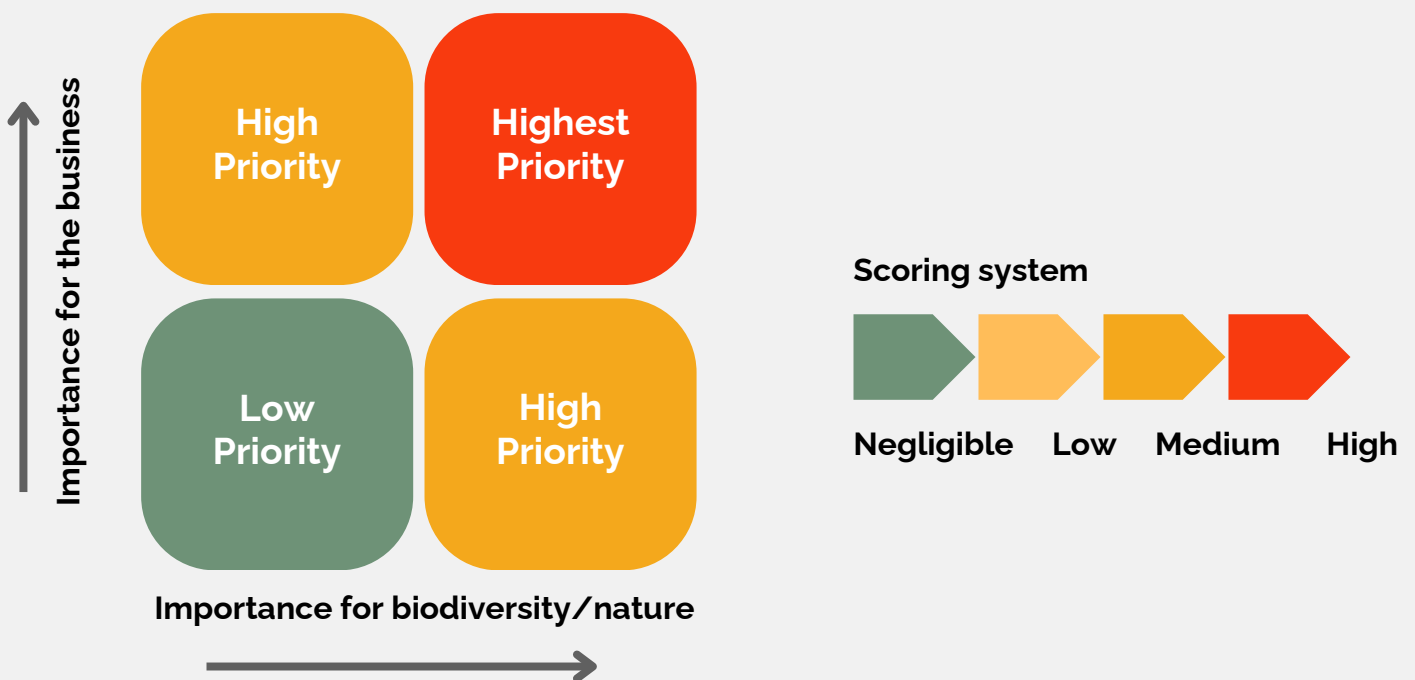 Importance for the business
High
Priority
Highest
Priority
Low
Priority
High
Priority
Importance for biodiversity/nature
Scoring system
Negligible Low Medium High